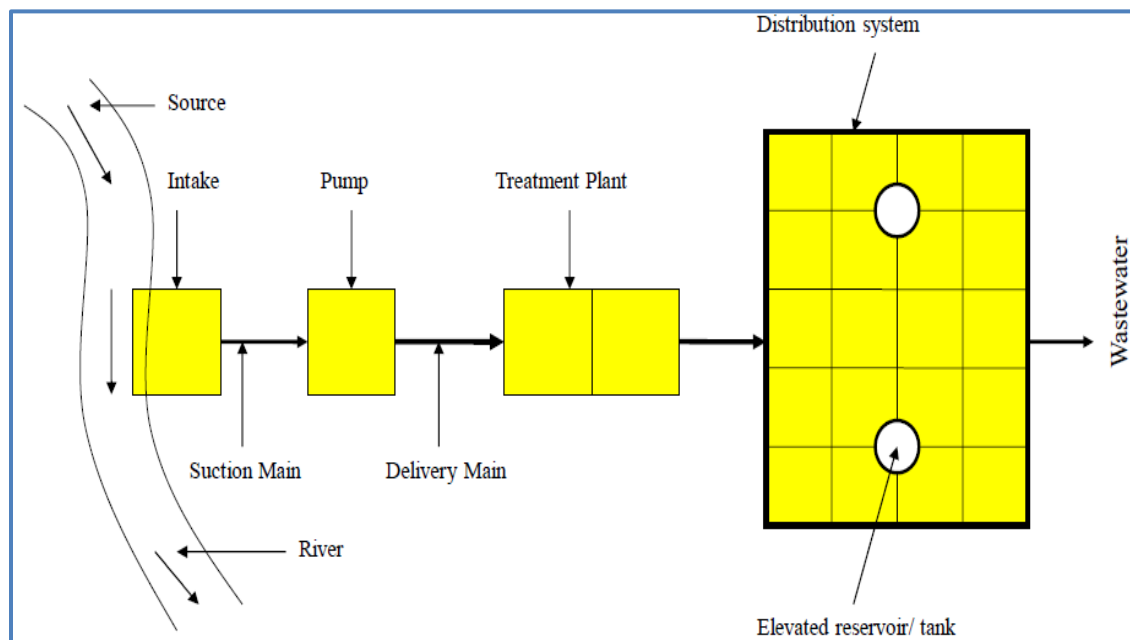 Distribution system
Source
Intake
Pump
Treatment Plant
Wastewater
Suction Main
Delivery Main
River
Elevated reservoir/ tank